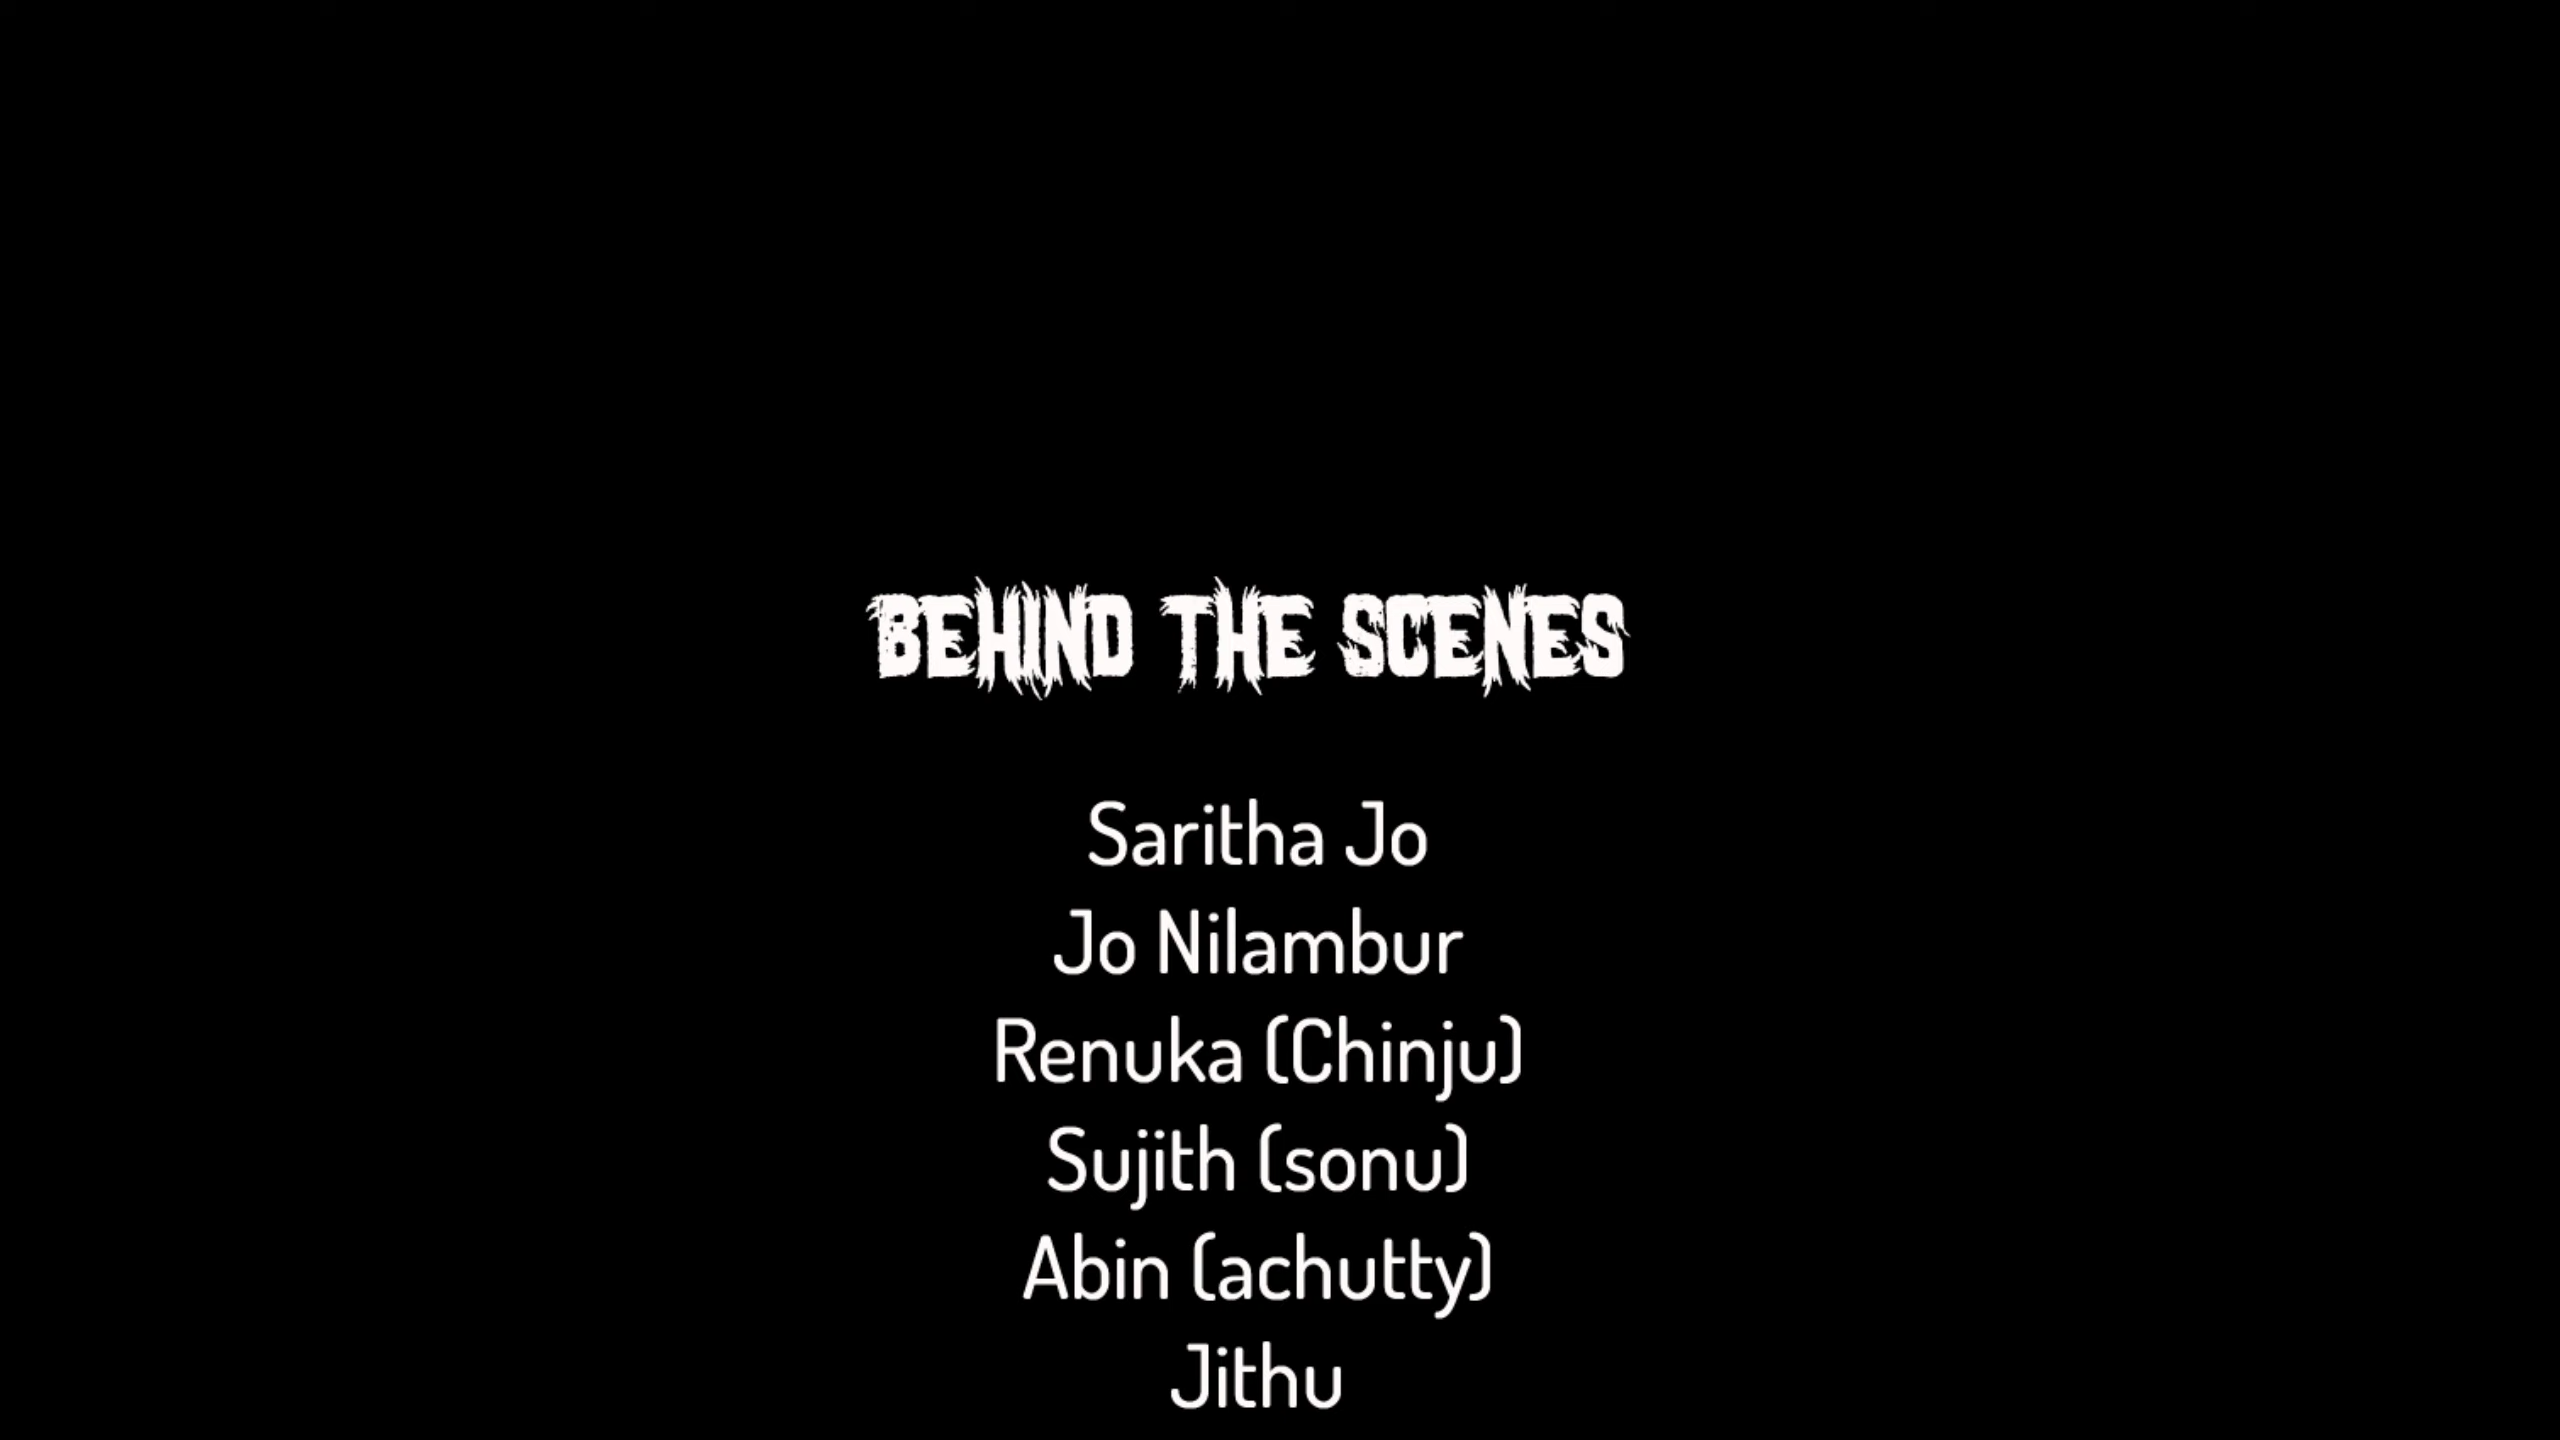 BEHIND THE SCENES
Saritha Jo
Jo Nilambur
Renuka (Chinju)
Sujith (sonu)
Abin (achutty)
Jithu